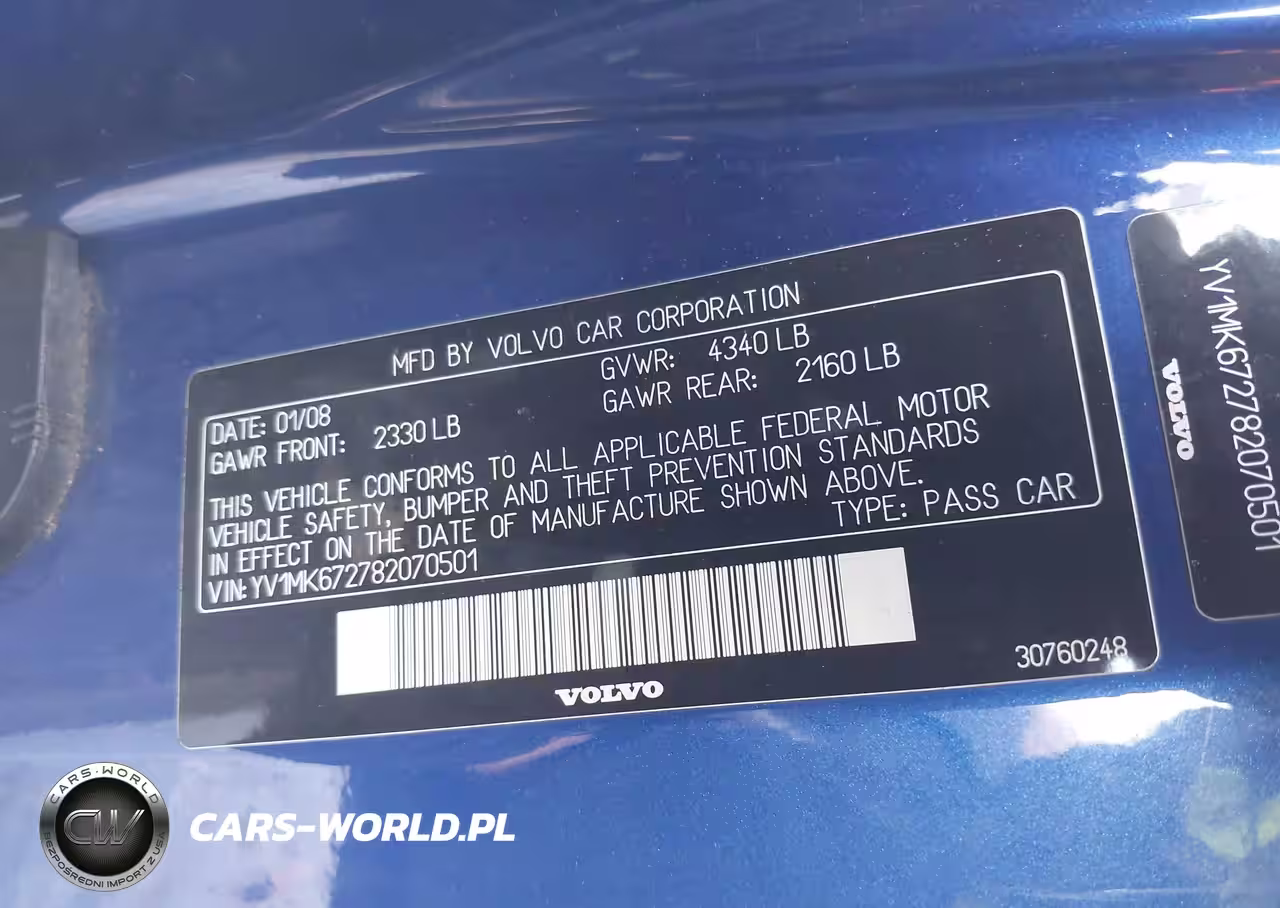 MFD BY VOLVO CAR CORPORATION
DATE: 01/08 GVWR: 4340 LB
GAWR FRONT: 2330 LB GAWR REAR: 2160 LB
THIS VEHICLE CONFORMS TO ALL APPLICABLE FEDERAL MOTOR
VEHICLE SAFETY, BUMPER AND THEFT PREVENTION STANDARDS
IN EFFECT ON THE DATE OF MANUFACTURE SHOWN ABOVE.
VIN: YV1MK672782070501 TYPE: PASS CAR
VOLVO
30760248
YV1MK672782070501
VOLVO
CARS-WORLD
CW
BEZPOŚREDNI IMPORT Z USA
CARS-WORLD.PL